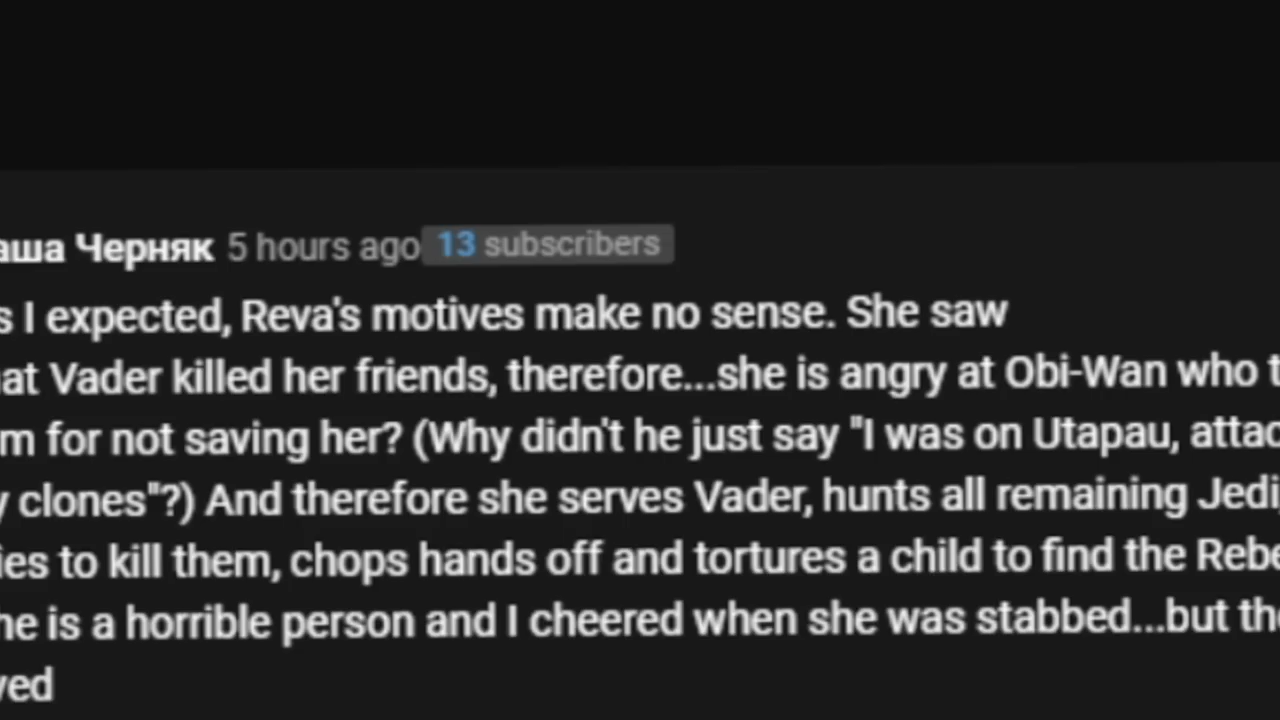 аша Черняк 5 hours ago 13 subscribers
s I expected, Reva's motives make no sense. She saw
at Vader killed her friends, therefore...she is angry at Obi-Wan who t
m for not saving her? (Why didn't he just say "I was on Utapau, attac
y clones"?) And therefore she serves Vader, hunts all remaining Jedi
ies to kill them, chops hands off and tortures a child to find the Rebe
he is a horrible person and I cheered when she was stabbed...but the
ved